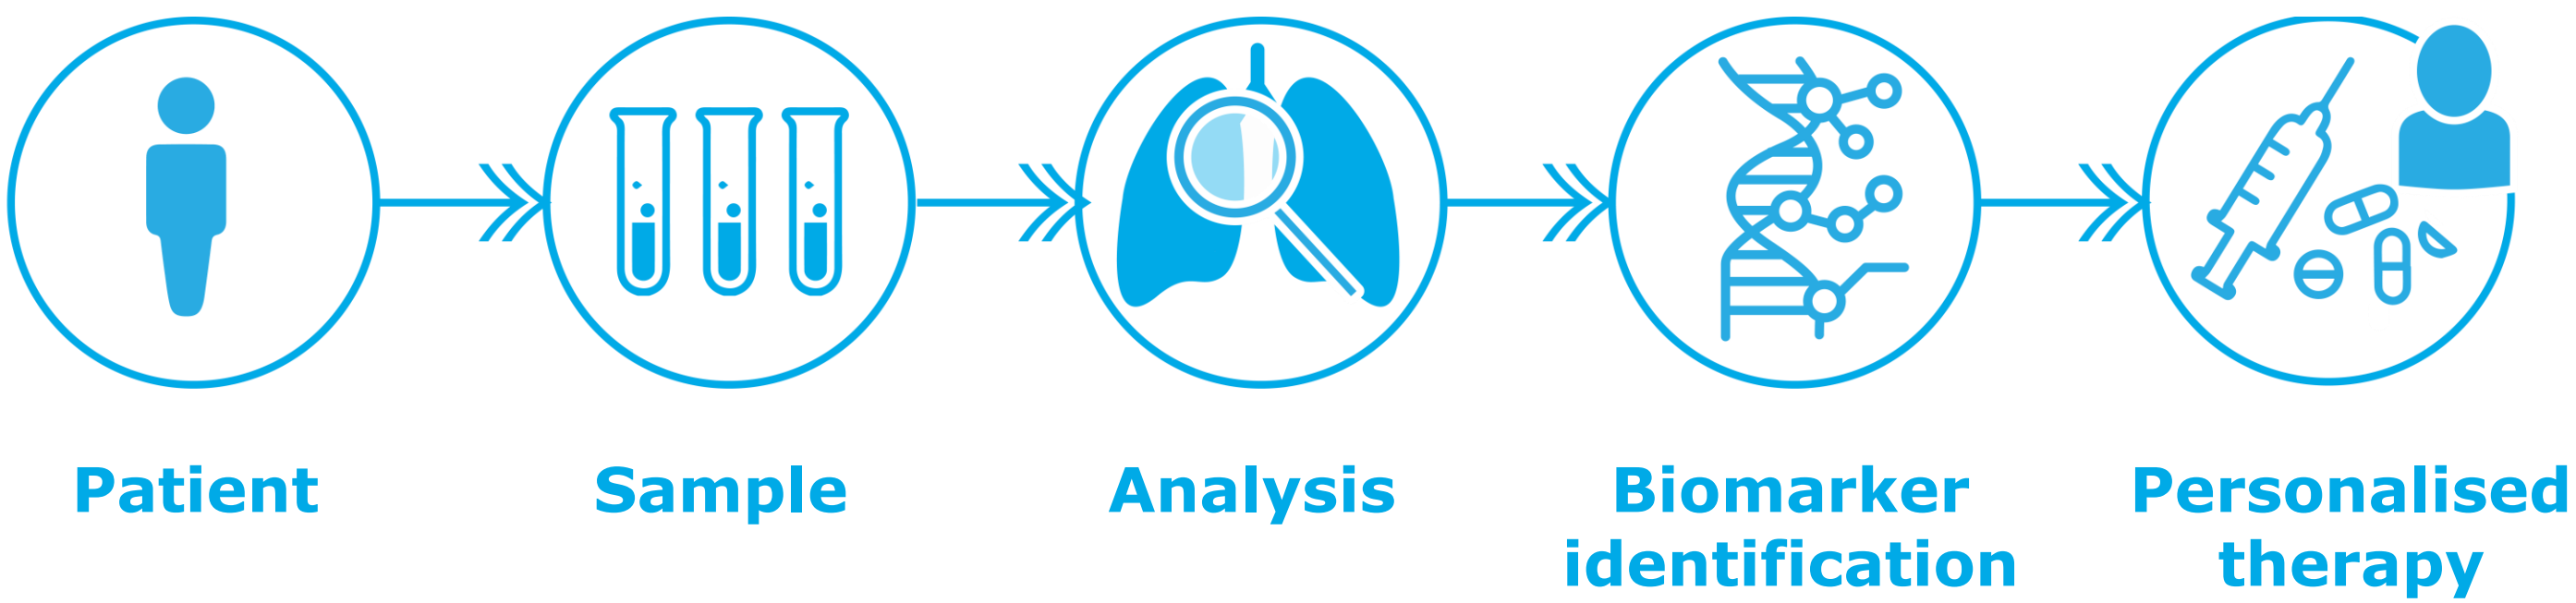 Patient
Sample
Analysis
Biomarker
identification
Personalised
therapy